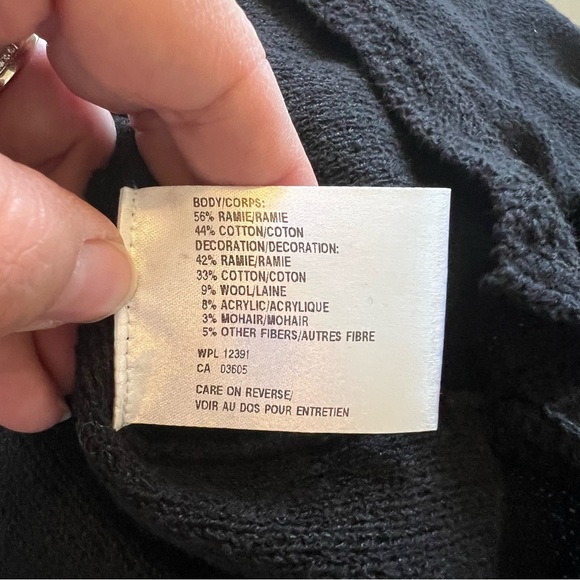 BODY/CORPS:
56% RAMIE/RAMIE
44% COTTON/COTON
DECORATION/DECORATION:
42% RAMIE/RAMIE
33% COTTON/COTON
9% WOOL/LAINE
8% ACRYLIC/ACRYLIQUE
3% MOHAIR/MOHAIR
5% OTHER FIBERS/AUTRES FIBRE
WPL 12391
CA 03605
CARE ON REVERSE/
VOIR AU DOS POUR ENTRETIEN